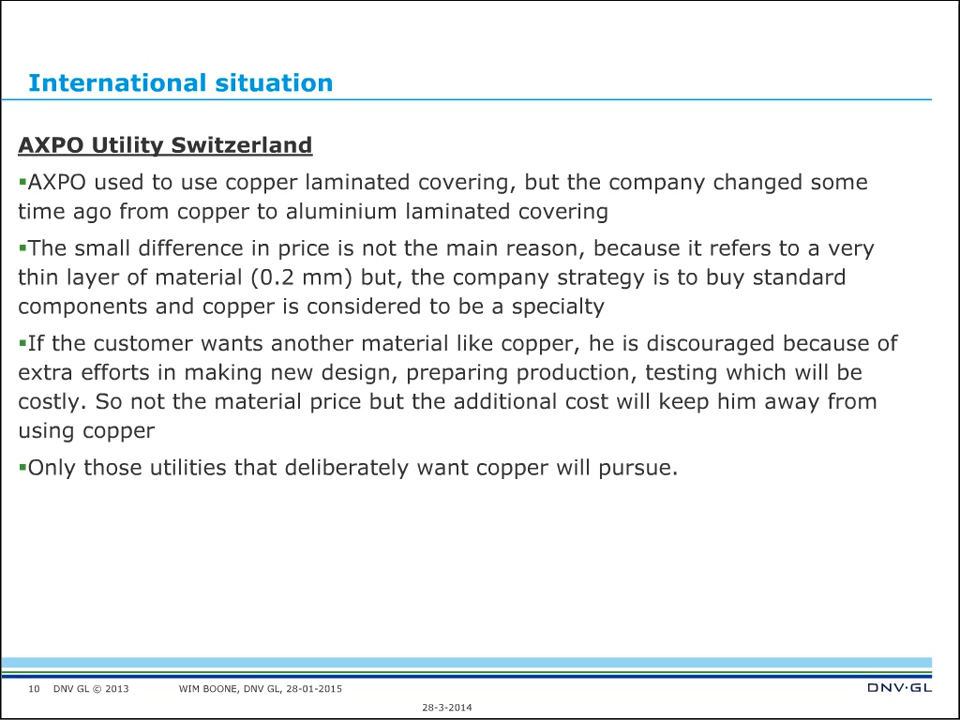 International situation
AXPO Utility Switzerland
▪AXPO used to use copper laminated covering, but the company changed some
time ago from copper to aluminium laminated covering
▪The small difference in price is not the main reason, because it refers to a very
thin layer of material (0.2 mm) but, the company strategy is to buy standard
components and copper is considered to be a specialty
▪If the customer wants another material like copper, he is discouraged because of
extra efforts in making new design, preparing production, testing which will be
costly. So not the material price but the additional cost will keep him away from
using copper
▪Only those utilities that deliberately want copper will pursue.
10 DNV GL © 2013 WIM BOONE, DNV GL, 28-01-2015
DNV·GL
28-3-2014